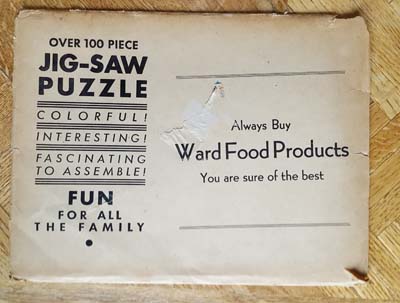 OVER 100 PIECE
JIG-SAW
PUZZLE
COLORFUL!
INTERESTING!
FASCINATING
TO ASSEMBLE!
FUN
FOR ALL
THE FAMILY
Always Buy
Ward Food Products
You are sure of the best